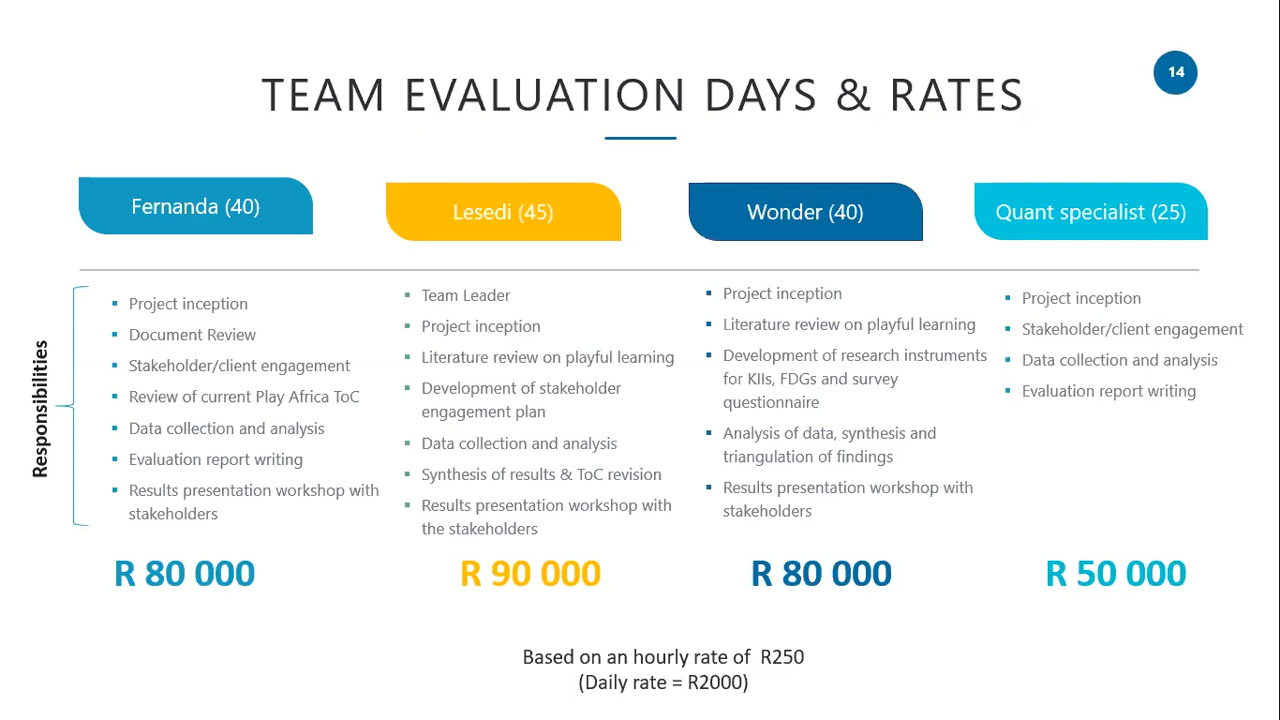 14
TEAM EVALUATION DAYS & RATES
Fernanda (40)
Lesedi (45)
Wonder (40)
Quant specialist (25)
Responsibilities
▪ Project inception
▪ Document Review
▪ Stakeholder/client engagement
▪ Review of current Play Africa ToC
▪ Data collection and analysis
▪ Evaluation report writing
▪ Results presentation workshop with
stakeholders
R 80 000
▪ Team Leader
▪ Project inception
▪ Literature review on playful learning
▪ Development of stakeholder
engagement plan
▪ Data collection and analysis
▪ Synthesis of results & ToC revision
▪ Results presentation workshop with
the stakeholders
R 90 000
▪ Project inception
▪ Literature review on playful learning
▪ Development of research instruments
for KIIs, FDGs and survey
questionnaire
▪ Analysis of data, synthesis and
triangulation of findings
▪ Results presentation workshop with
stakeholders
R 80 000
▪ Project inception
▪ Stakeholder/client engagement
▪ Data collection and analysis
▪ Evaluation report writing
R 50 000
Based on an hourly rate of R250
(Daily rate = R2000)